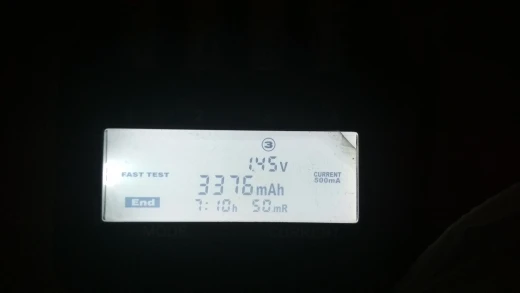 3
1.45V
FAST TEST
3376mAh
CURRENT
500mA
End
7:10h 50mR